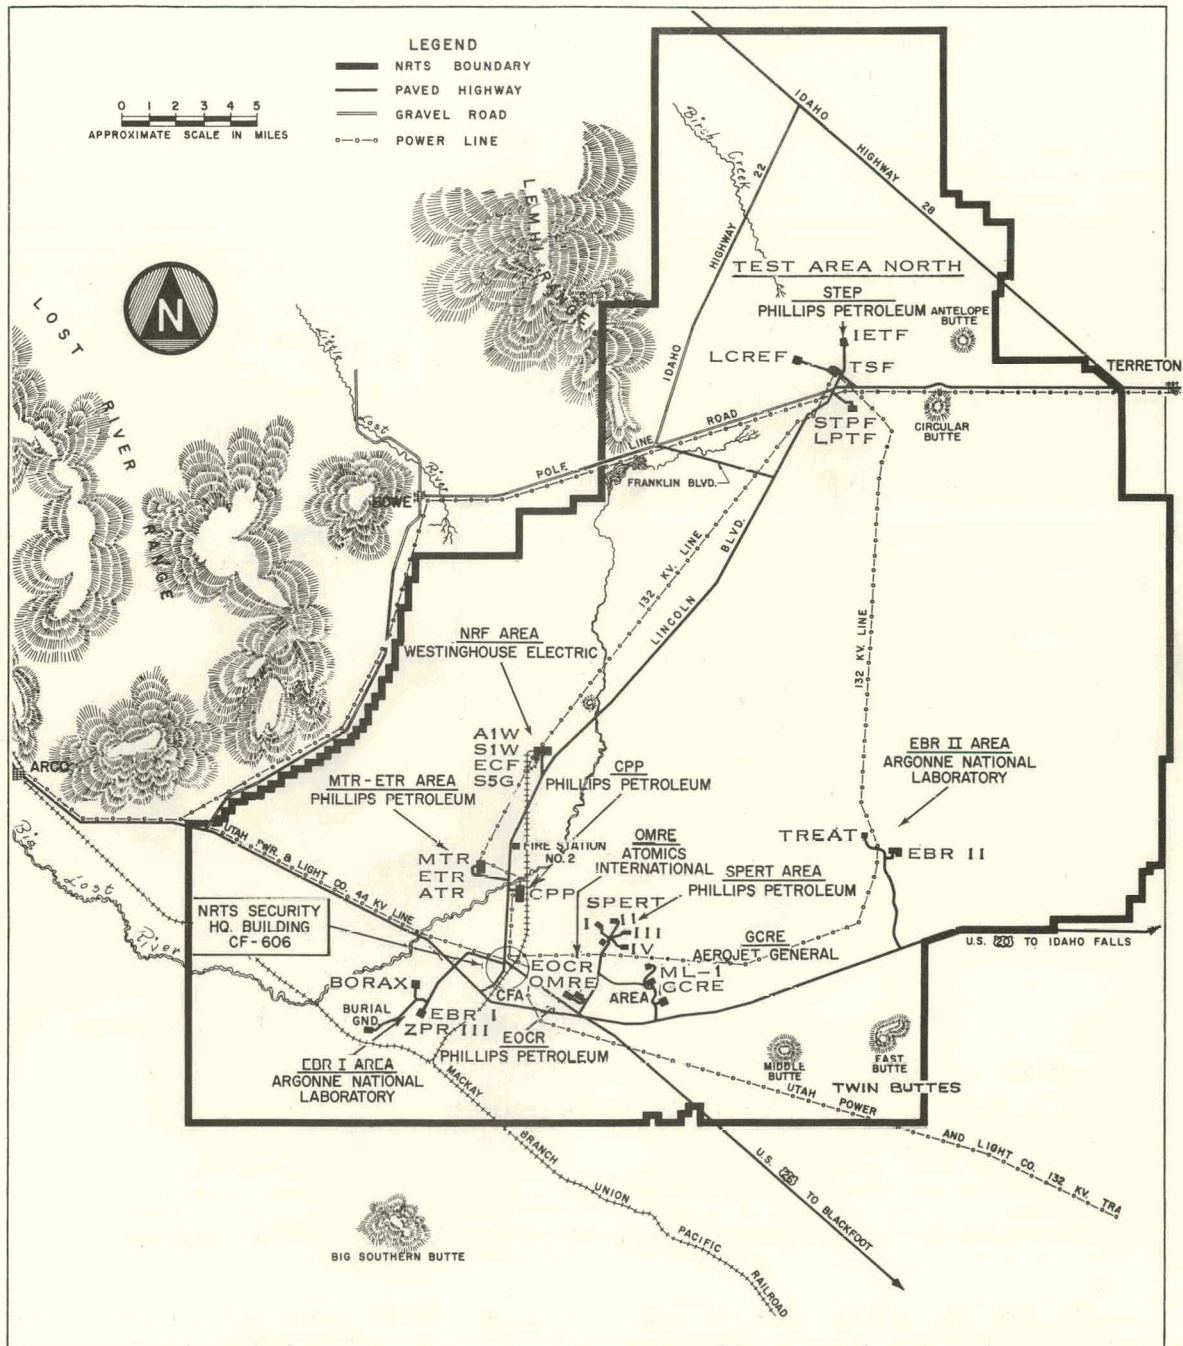 LEGEND
NRTS BOUNDARY
PAVED HIGHWAY
GRAVEL ROAD
POWER LINE
0 1 2 3 4 5
APPROXIMATE SCALE IN MILES
N
LOST RIVER RANGE
LEMHI RANGE
Birch Creek
IDAHO HIGHWAY 28
IDAHO HIGHWAY 22
TEST AREA NORTH
STEP
PHILLIPS PETROLEUM
ANTELOPE
BUTTE
IETF
LCREF
TSF
TERRETON
STPF
LPTF
CIRCULAR
BUTTE
Little Lost River
HOWE
POLE LINE ROAD
FRANKLIN BLVD.
132 KV. LINE
LINCOLN BLVD.
132 KV. LINE
NRF AREA
WESTINGHOUSE ELECTRIC
A1W
S1W
ECF
S5G
ARCO
MTR-ETR AREA
PHILLIPS PETROLEUM
CPP
PHILLIPS PETROLEUM
EBR II AREA
ARGONNE NATIONAL
LABORATORY
TREAT
EBR II
UTAH PWR. & LIGHT CO. 44 KV LINE
Big Lost River
FIRE STATION
NO. 2
OMRE
ATOMICS
INTERNATIONAL
MTR
ETR
ATR
CPP
SPERT AREA
PHILLIPS PETROLEUM
SPERT
I II
III
IV
NRTS SECURITY
HQ. BUILDING
CF-606
GCRE
AEROJET GENERAL
U.S. 20 TO IDAHO FALLS
EOCR
OMRE
ML-1
GCRE
AREA
BORAX
CFA
BURIAL
GND.
EBR I
ZPR III
EOCR
PHILLIPS PETROLEUM
EBR I AREA
ARGONNE NATIONAL
LABORATORY
MIDDLE
BUTTE
EAST
BUTTE
TWIN BUTTES
UTAH POWER AND LIGHT CO. 132 KV. TRA
MACKAY BRANCH UNION PACIFIC RAILROAD
U.S. 26 TO BLACKFOOT
BIG SOUTHERN BUTTE